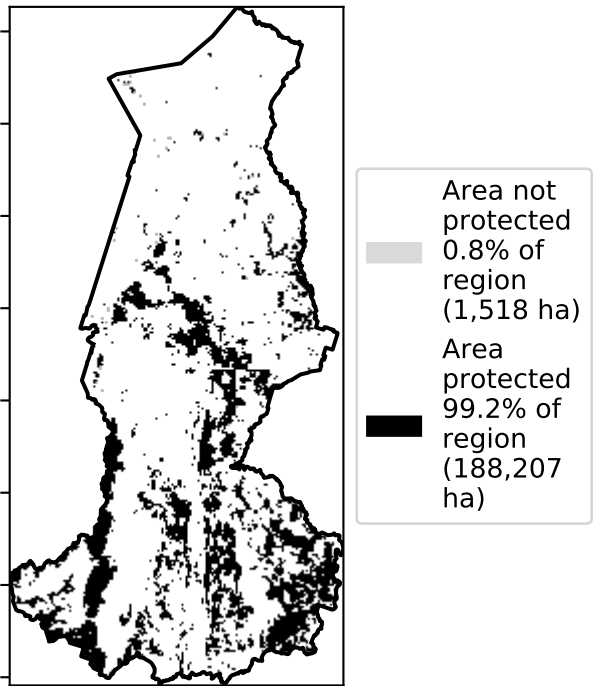 Area not
protected
0.8% of
region
(1,518 ha)
Area
protected
99.2% of
region
(188,207
ha)